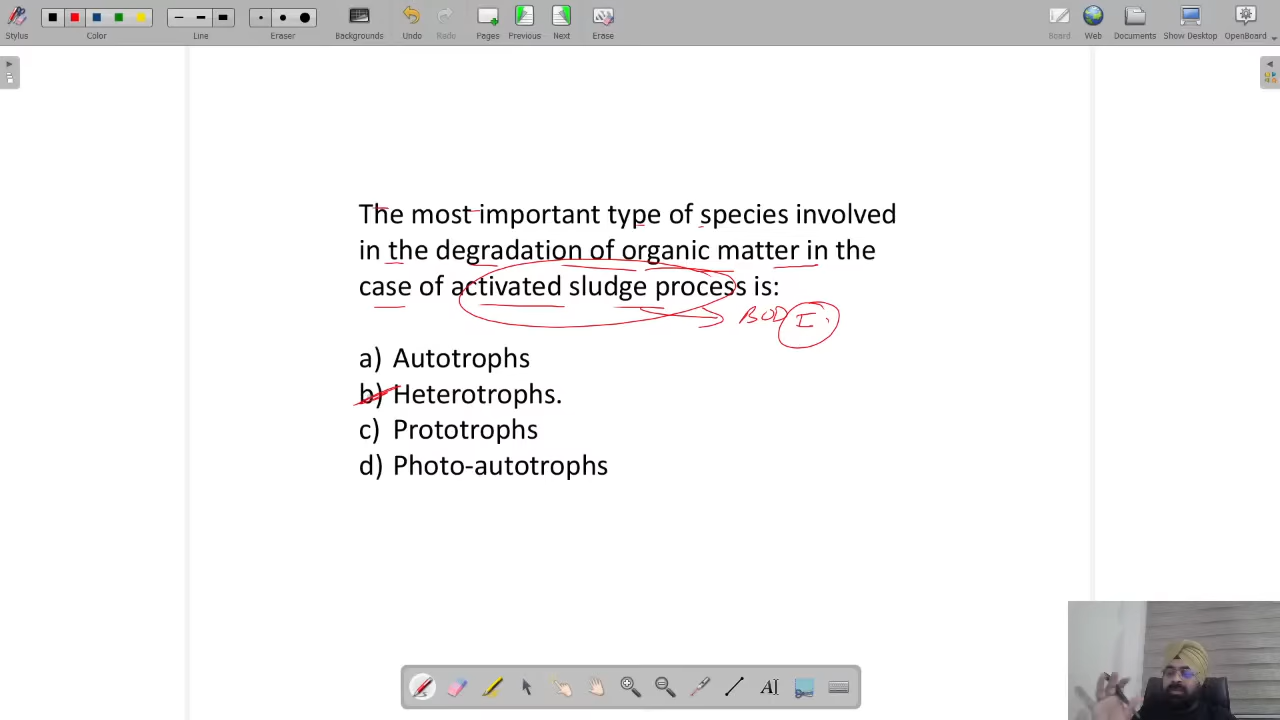 Stylus
Color
Line
Eraser
Backgrounds
Undo
Redo
Pages
Previous
Next
Erase
Board
Web
Documents
Show Desktop
OpenBoard
The most important type of species involved
in the degradation of organic matter in the
case of activated sludge process is:
BOD I
a) Autotrophs
b) Heterotrophs.
c) Prototrophs
d) Photo-autotrophs
AI